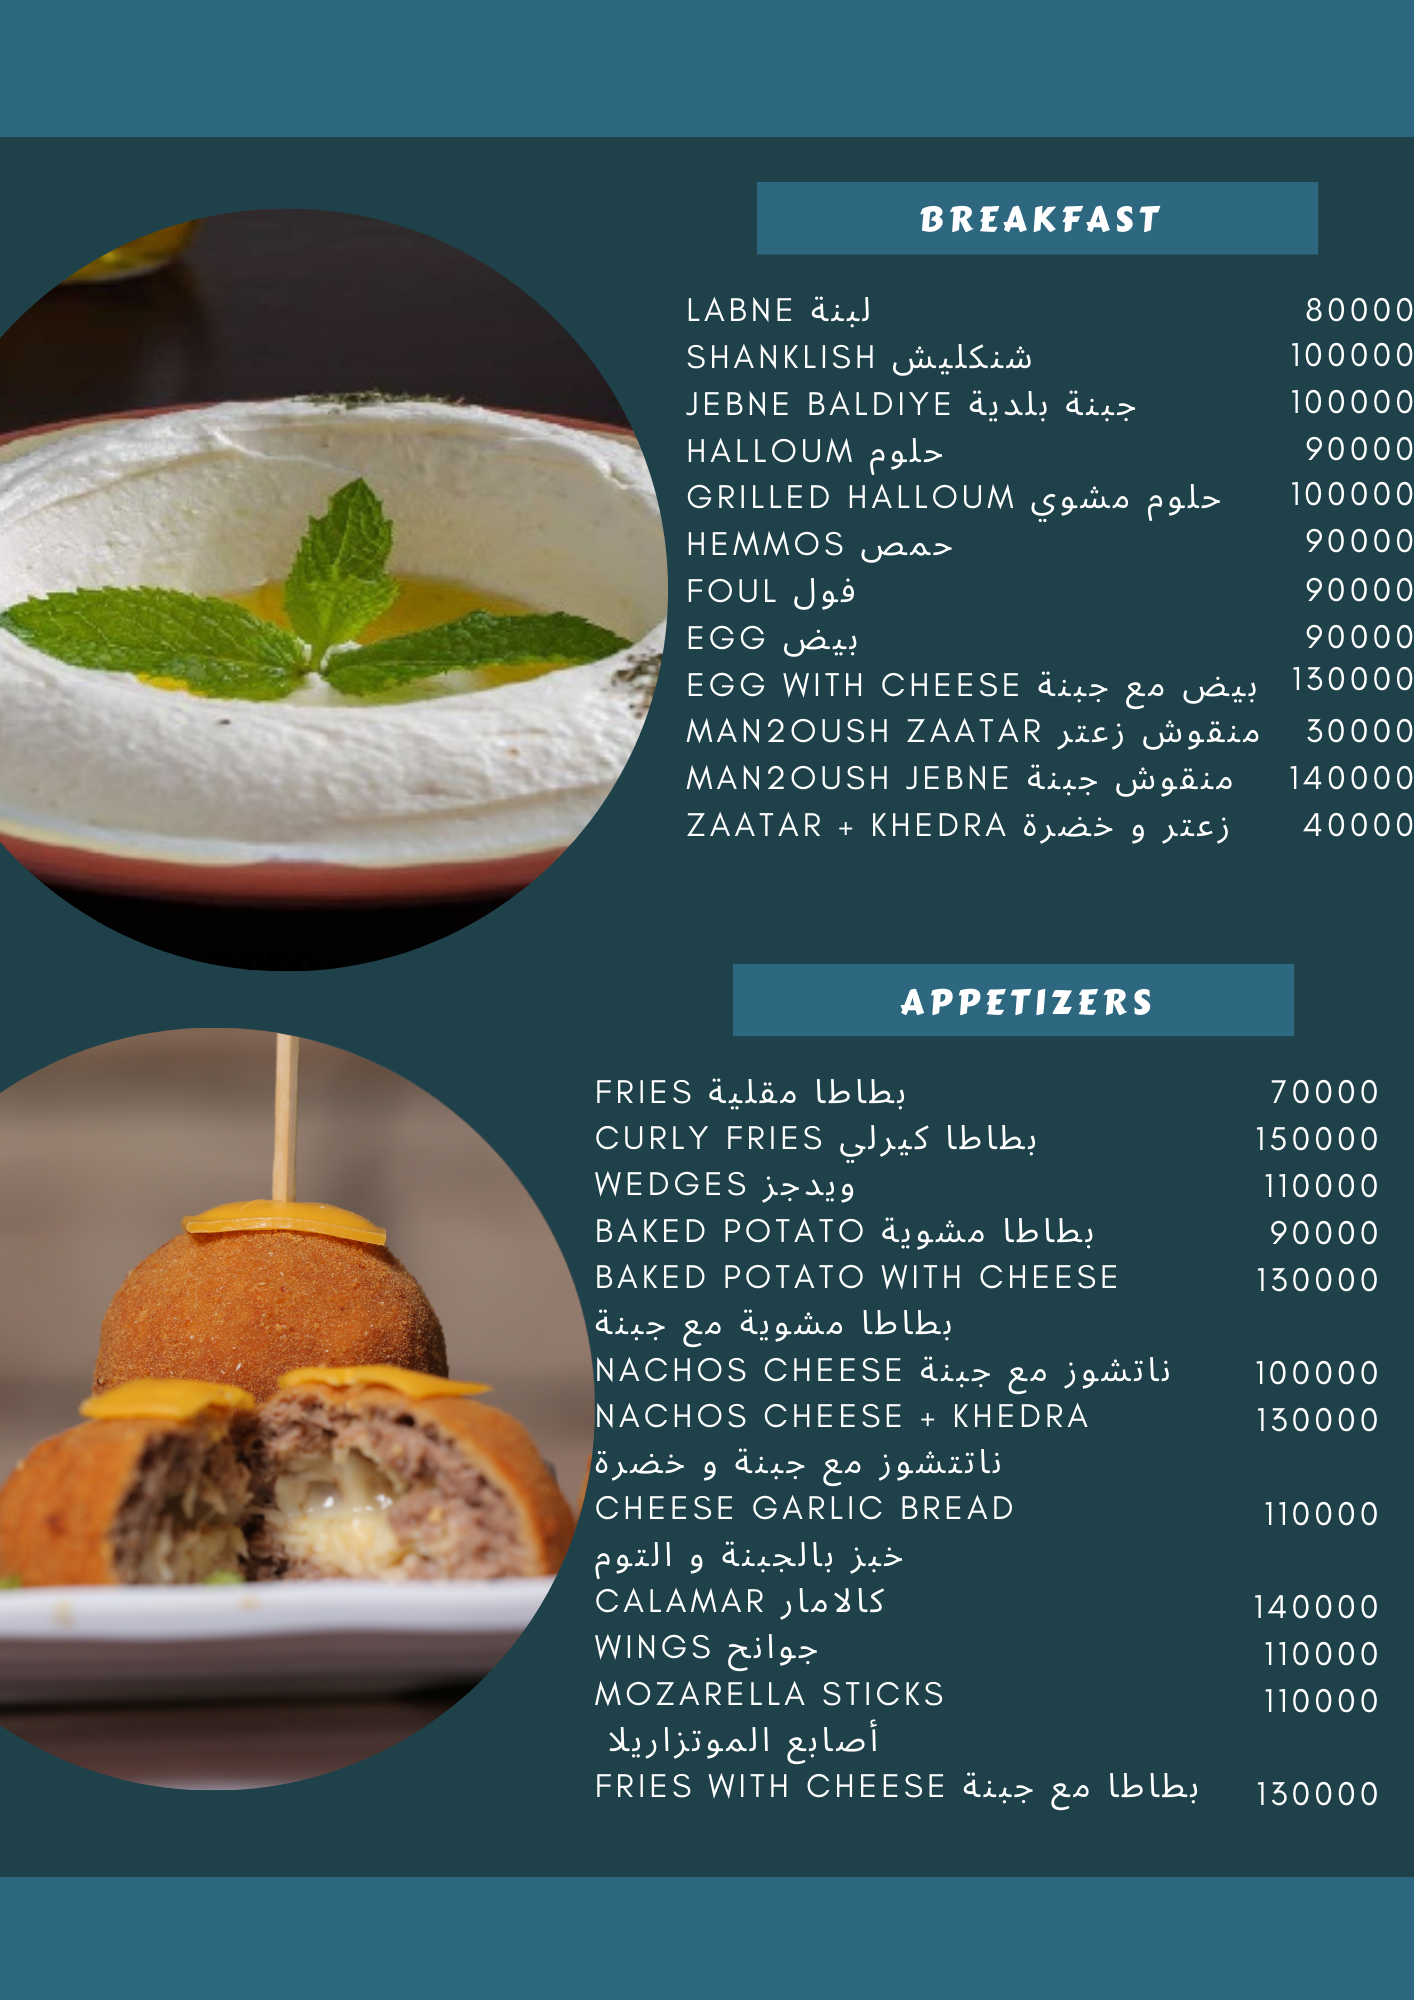 BREAKFAST
LABNE لبنة 80000
SHANKLISH شنكليش 100000
JEBNE BALDIYE جبنة بلدية 100000
HALLOUM حلوم 90000
GRILLED HALLOUM حلوم مشوي 100000
HEMMOS حمص 90000
FOUL فول 90000
EGG بيض 90000
EGG WITH CHEESE بيض مع جبنة 130000
MAN2OUSH ZAATAR منقوش زعتر 30000
MAN2OUSH JEBNE منقوش جبنة 140000
ZAATAR + KHEDRA زعتر و خضرة 40000
APPETIZERS
FRIES بطاطا مقلية 70000
CURLY FRIES بطاطا كيرلي 150000
WEDGES ويدجز 110000
BAKED POTATO بطاطا مشوية 90000
BAKED POTATO WITH CHEESE 130000
بطاطا مشوية مع جبنة
NACHOS CHEESE ناتشوز مع جبنة 100000
NACHOS CHEESE + KHEDRA 130000
ناتتشوز مع جبنة و خضرة
CHEESE GARLIC BREAD 110000
خبز بالجبنة و التوم
CALAMAR كالامار 140000
WINGS جوانح 110000
MOZARELLA STICKS 110000
أصابع الموتزاريلا
FRIES WITH CHEESE بطاطا مع جبنة 130000